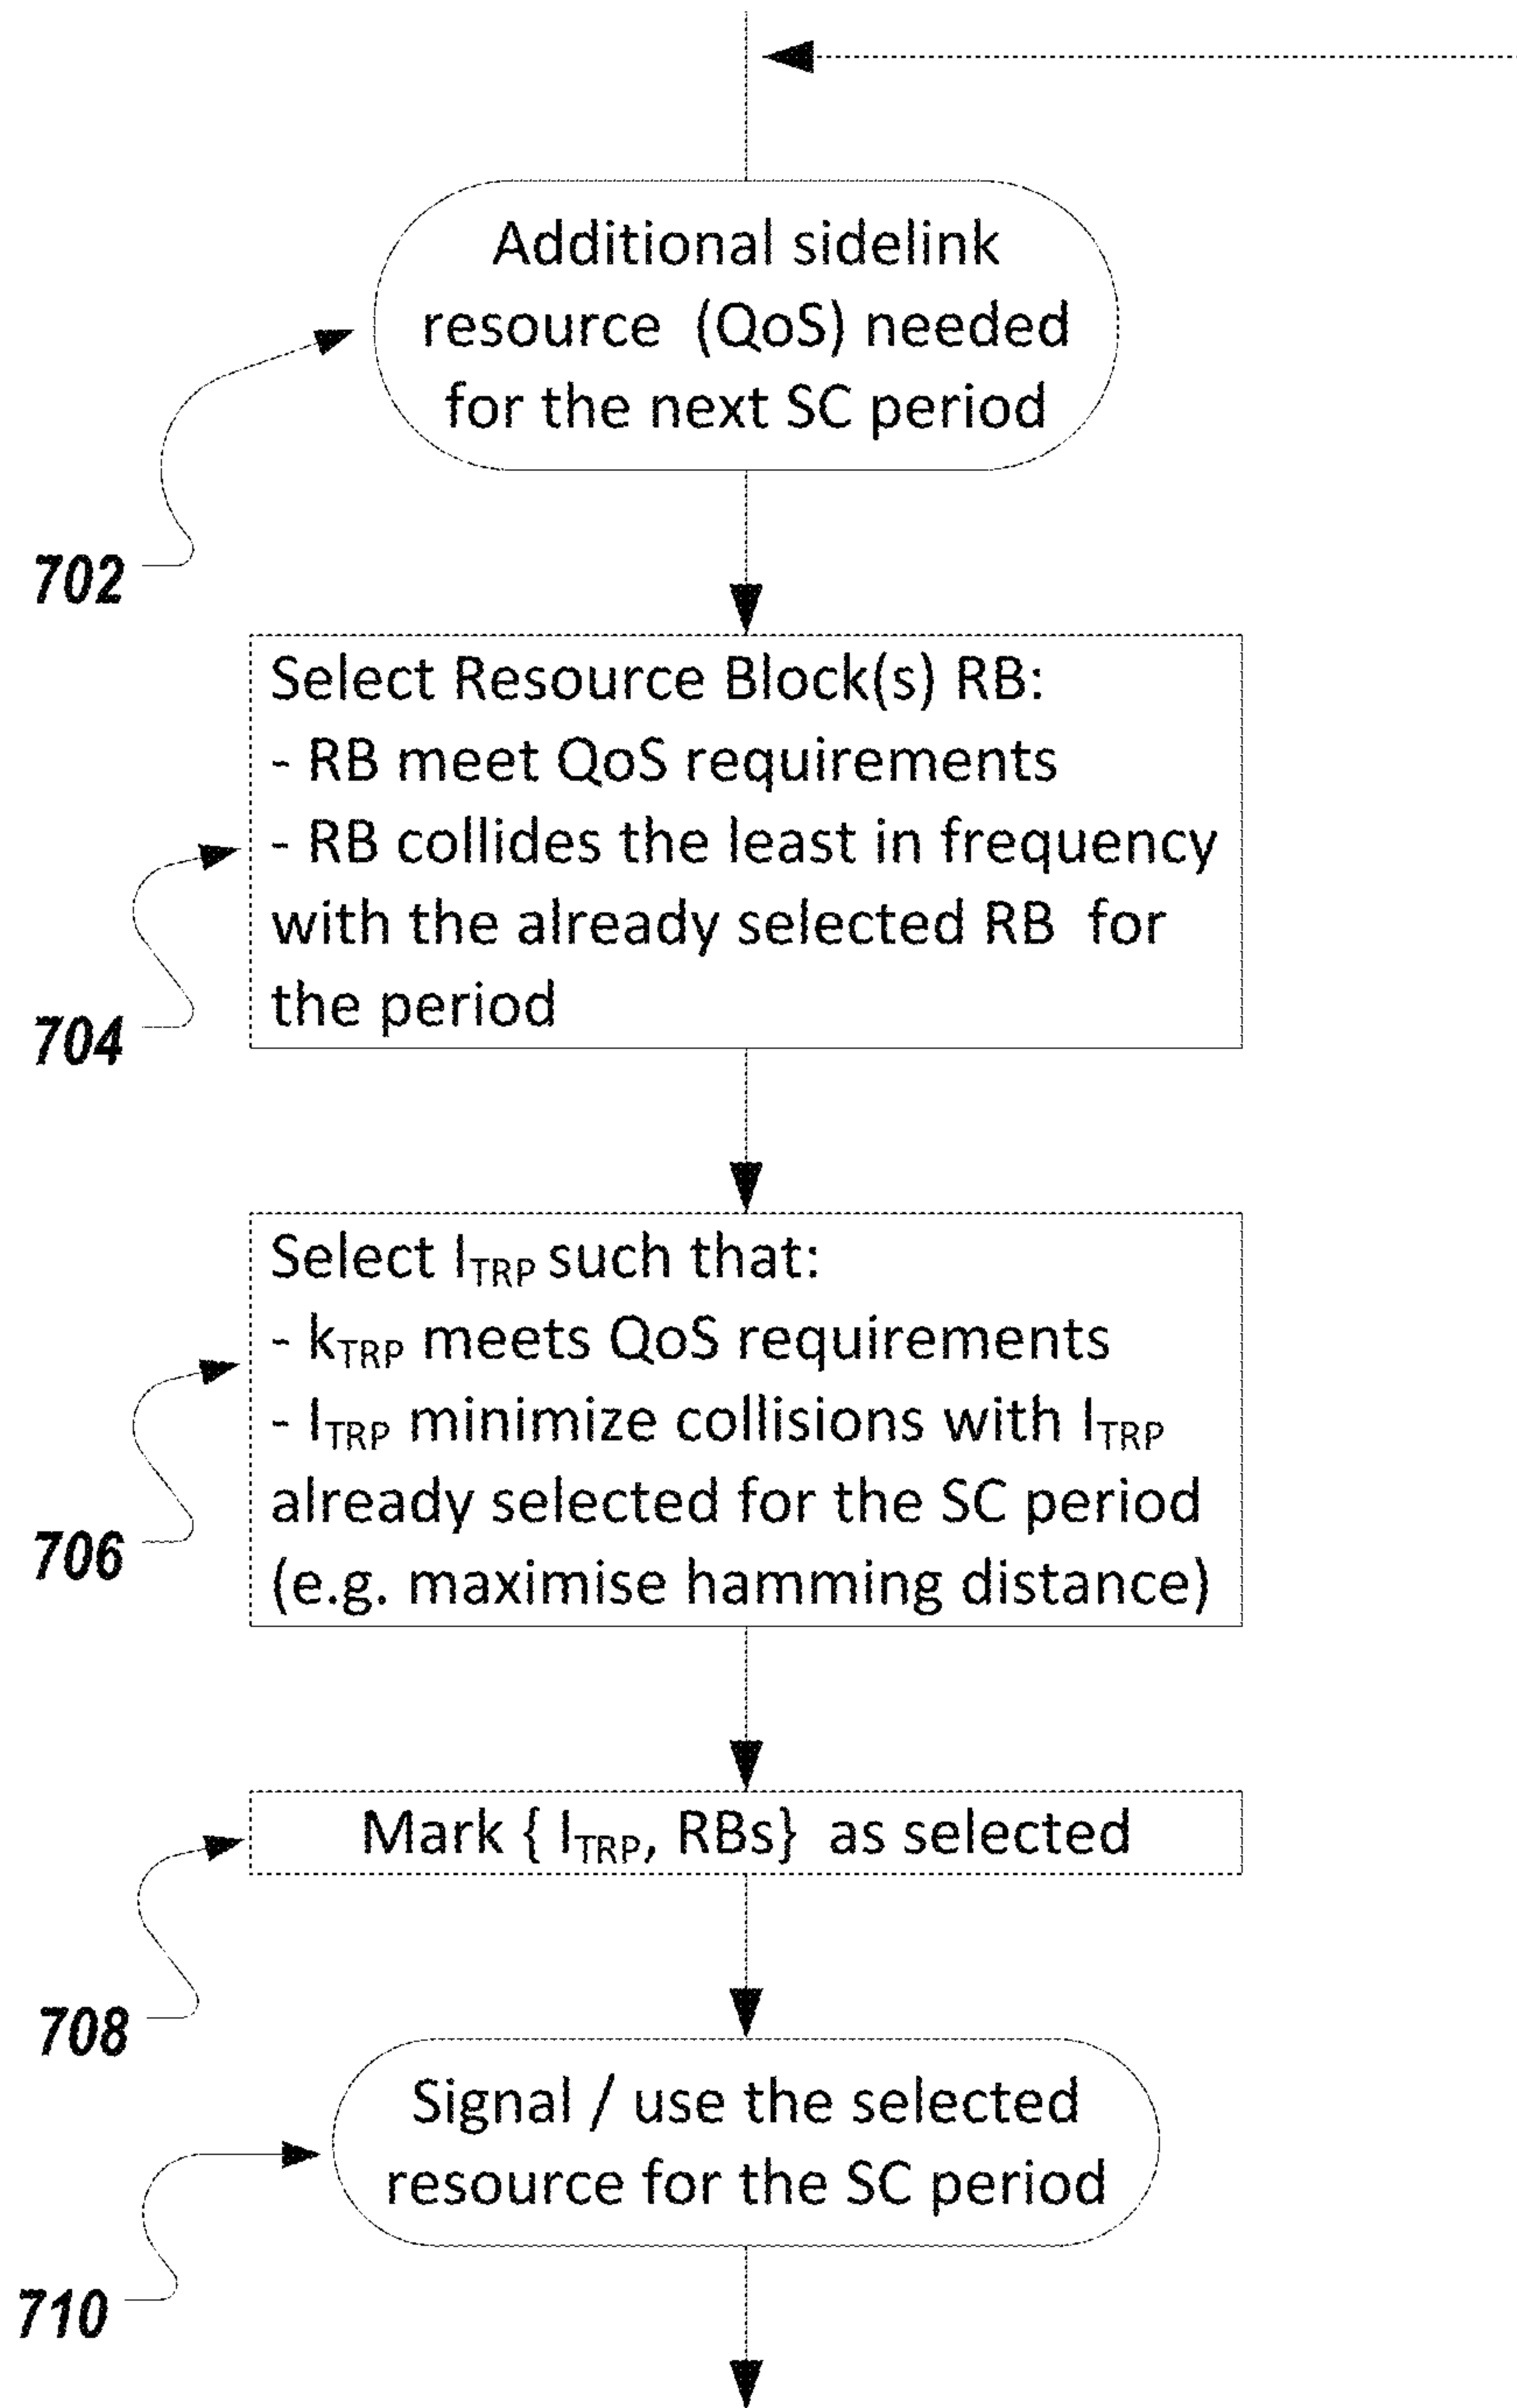 Additional sidelink
resource (QoS) needed
for the next SC period
702
Select Resource Block(s) RB:
- RB meet QoS requirements
- RB collides the least in frequency
with the already selected RB for
the period
704
Select I_TRP such that:
- k_TRP meets QoS requirements
- I_TRP minimize collisions with I_TRP
already selected for the SC period
(e.g. maximise hamming distance)
706
Mark { I_TRP, RBs} as selected
708
Signal / use the selected
resource for the SC period
710